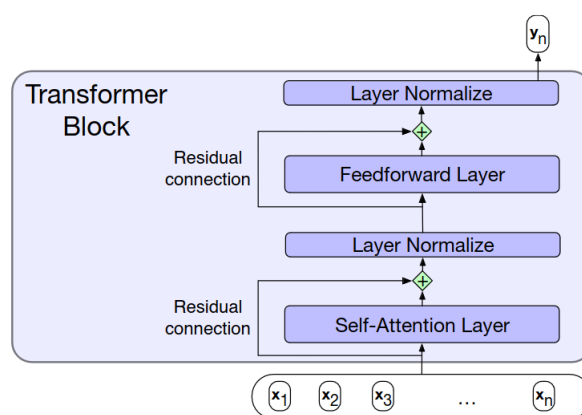 yn
Transformer
Block
Layer Normalize
+
Residual
connection
Feedforward Layer
Layer Normalize
+
Residual
connection
Self-Attention Layer
x1 x2 x3 ... xn